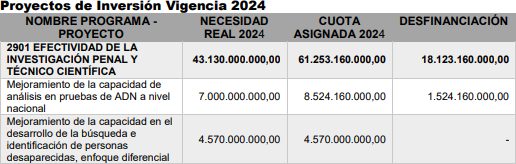 Proyectos de Inversión Vigencia 2024
NOMBRE PROGRAMA - NECESIDAD CUOTA DESFINANCIACIÓN
PROYECTO REAL 2024 ASIGNADA 2024
2901 EFECTIVIDAD DE LA
INVESTIGACIÓN PENAL Y 43.130.000.000,00 61.253.160.000,00 18.123.160.000,00
TÉCNICO CIENTÍFICA
Mejoramiento de la capacidad de
análisis en pruebas de ADN a nivel 7.000.000.000,00 8.524.160.000,00 1.524.160.000,00
nacional
Mejoramiento de la capacidad en el
desarrollo de la búsqueda e 4.570.000.000,00 4.570.000.000,00 -
identificación de personas
desaparecidas, enfoque diferencial